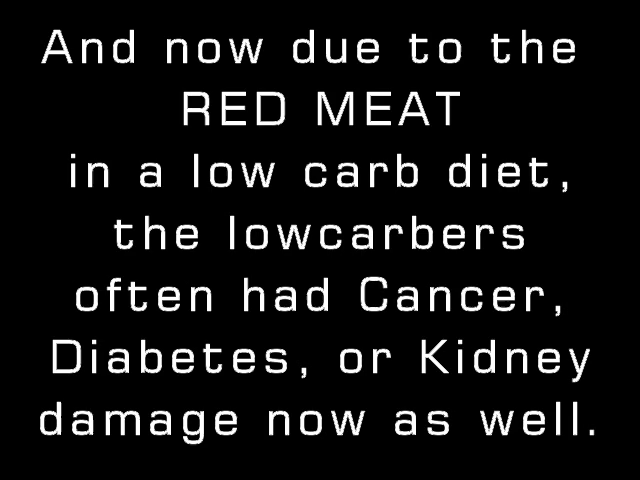 And now due to the
RED MEAT
in a low carb diet,
the lowcarbers
often had Cancer,
Diabetes, or Kidney
damage now as well.